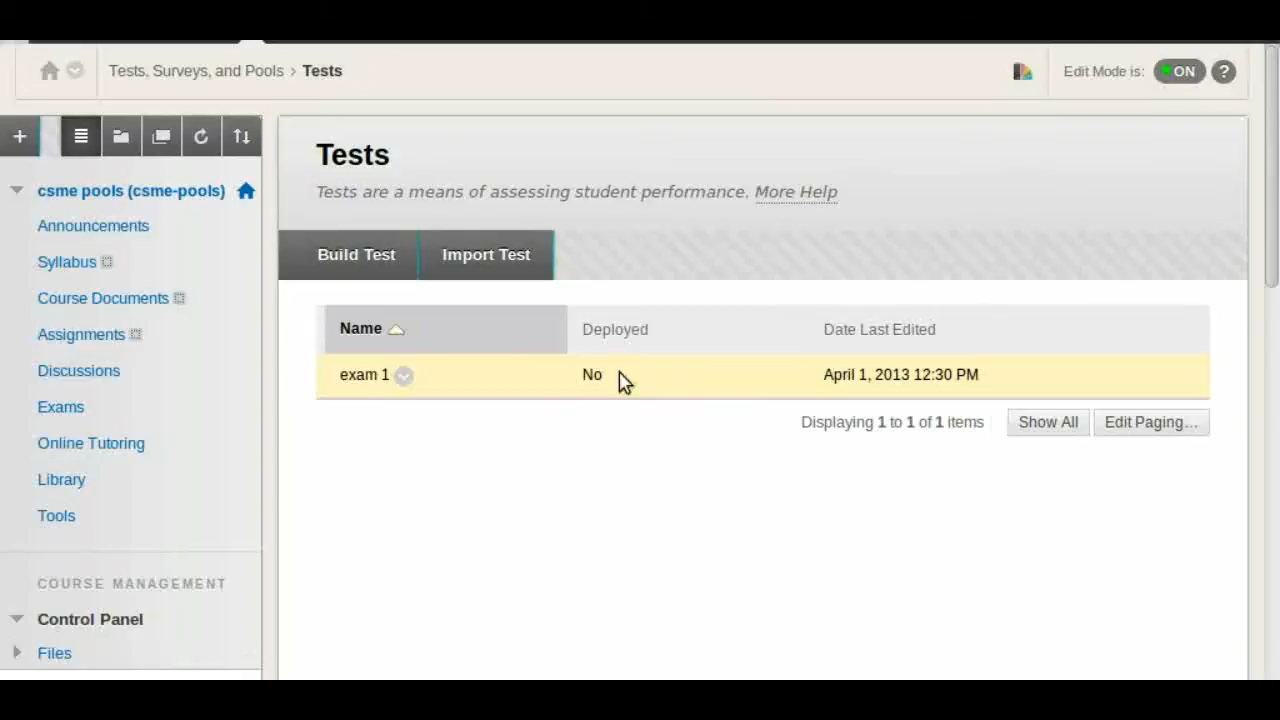 Tests, Surveys, and Pools > Tests
Edit Mode is: ON ?
csme pools (csme-pools)
Announcements
Syllabus
Course Documents
Assignments
Discussions
Exams
Online Tutoring
Library
Tools
COURSE MANAGEMENT
Control Panel
Files
Tests
Tests are a means of assessing student performance. More Help
Build Test Import Test
Name Deployed Date Last Edited
exam 1 No April 1, 2013 12:30 PM
Displaying 1 to 1 of 1 items Show All Edit Paging...